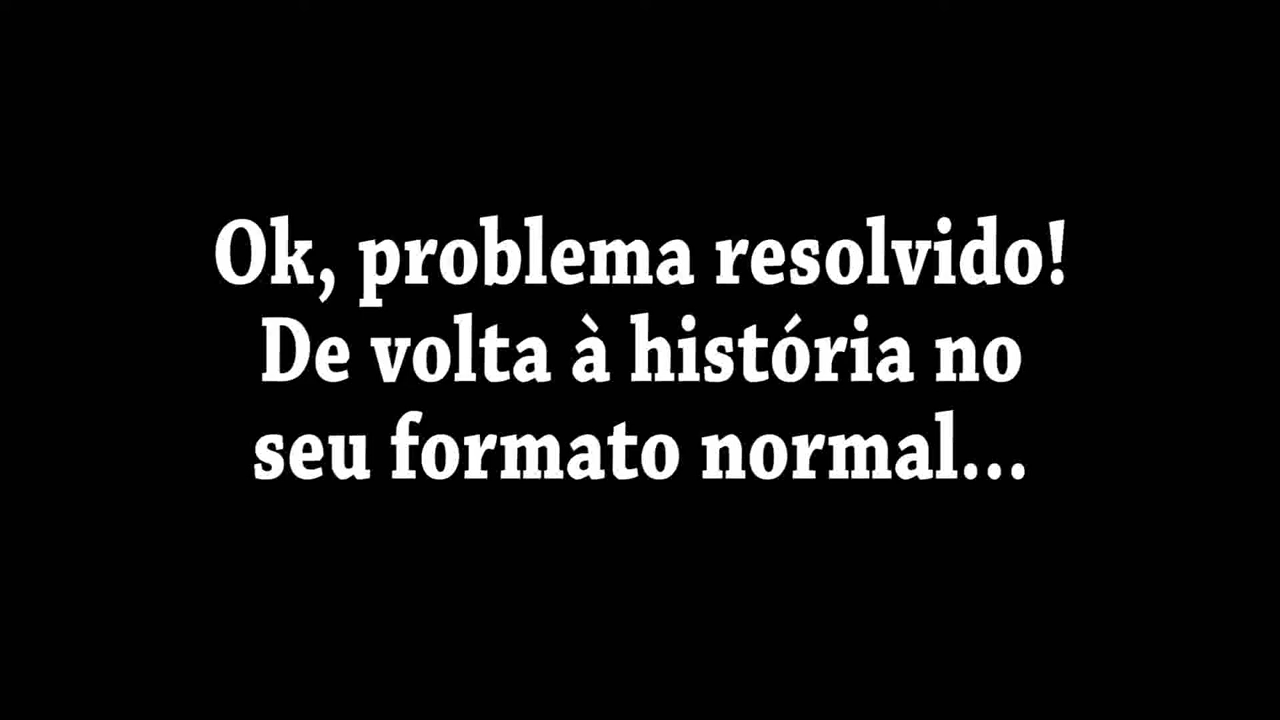 Ok, problema resolvido!
De volta à história no
seu formato normal...